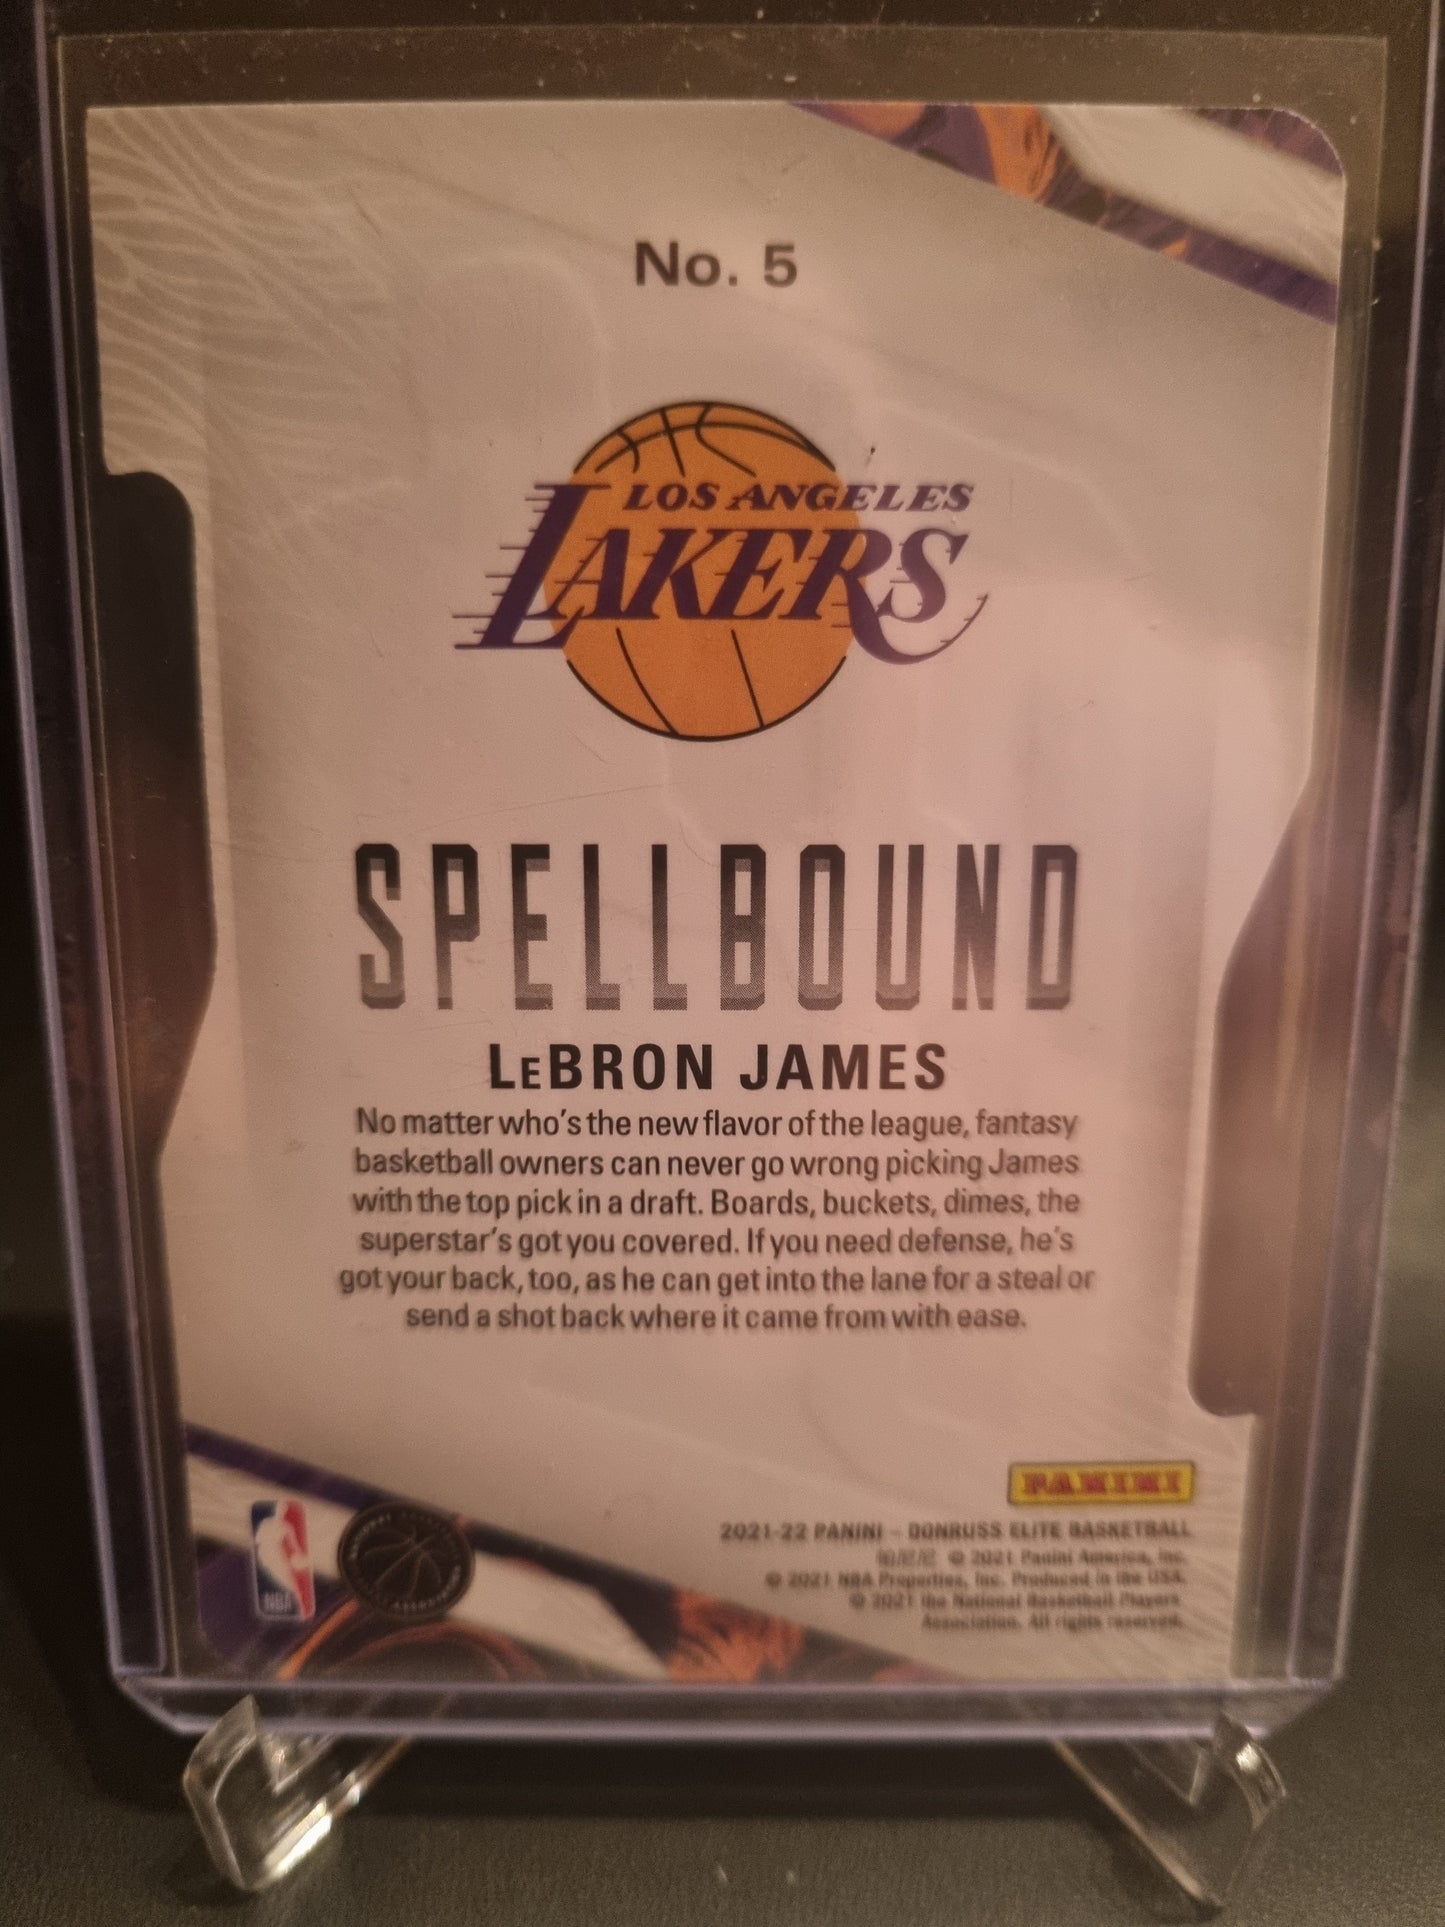 No. 5
LOS ANGELES
LAKERS
SPELLBOUND
LeBRON JAMES
No matter who's the new flavor of the league, fantasy
basketball owners can never go wrong picking James
with the top pick in a draft. Boards, buckets, dimes, the
superstar's got you covered. If you need defense, he's
got your back, too, as he can get into the lane for a steal or
send a shot back where it came from with ease.
PANINI
2021-22 PANINI – DONRUSS ELITE BASKETBALL
© 2021 Panini America, Inc.
© 2021 NBA Properties, Inc. Produced in the USA.
© 2021 the National Basketball Players
Association. All rights reserved.
NBA